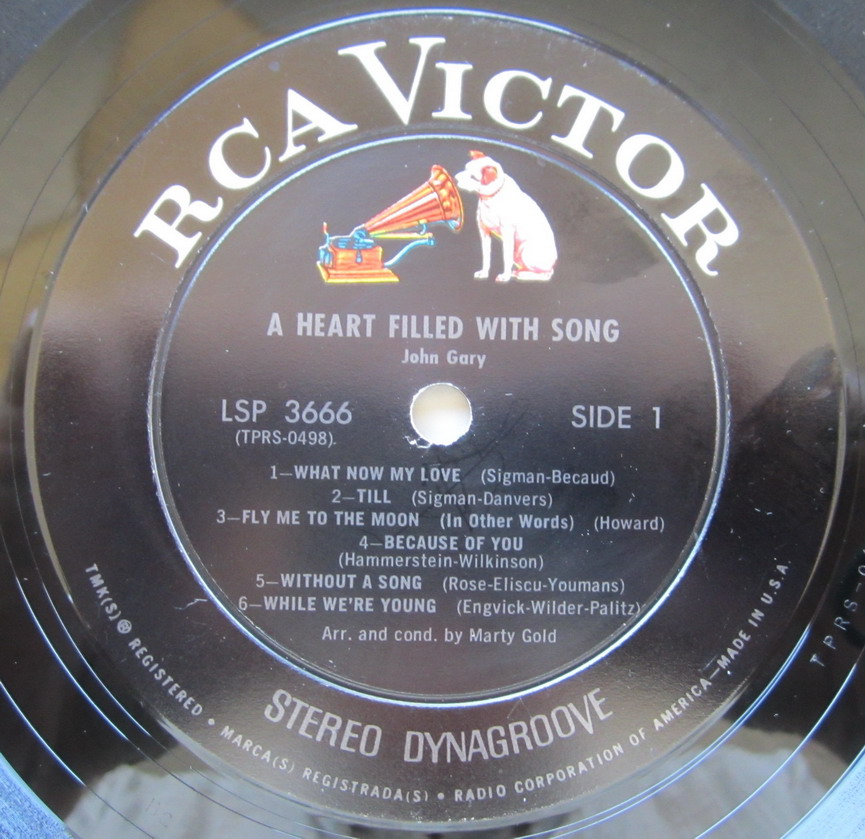 RCA VICTOR
A HEART FILLED WITH SONG
John Gary
LSP 3666 SIDE 1
(TPRS-0498)
1—WHAT NOW MY LOVE (Sigman-Becaud)
2—TILL (Sigman-Danvers)
3—FLY ME TO THE MOON (In Other Words) (Howard)
4—BECAUSE OF YOU
(Hammerstein-Wilkinson)
5—WITHOUT A SONG (Rose-Eliscu-Youmans)
6—WHILE WE'RE YOUNG (Engvick-Wilder-Palitz)
Arr. and cond. by Marty Gold
STEREO DYNAGROOVE
TMK(S) ® REGISTERED • MARCA(S) REGISTRADA(S) • RADIO CORPORATION OF AMERICA—MADE IN U.S.A.